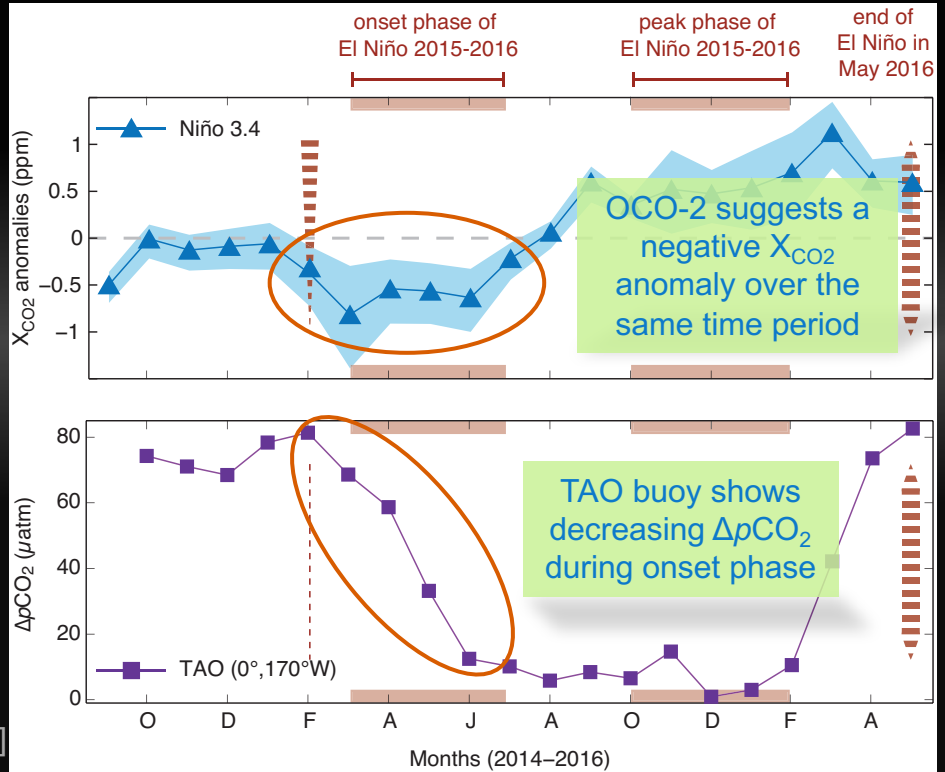 onset phase of
El Niño 2015-2016
peak phase of
El Niño 2015-2016
end of
El Niño in
May 2016
X_CO2 anomalies (ppm)
1
0.5
0
−0.5
−1
Niño 3.4
OCO-2 suggests a
negative X_CO2
anomaly over the
same time period
ΔpCO₂ (µatm)
80
60
40
20
0
TAO buoy shows
decreasing ΔpCO₂
during onset phase
TAO (0°,170°W)
O D F A J A O D F A
Months (2014–2016)
]